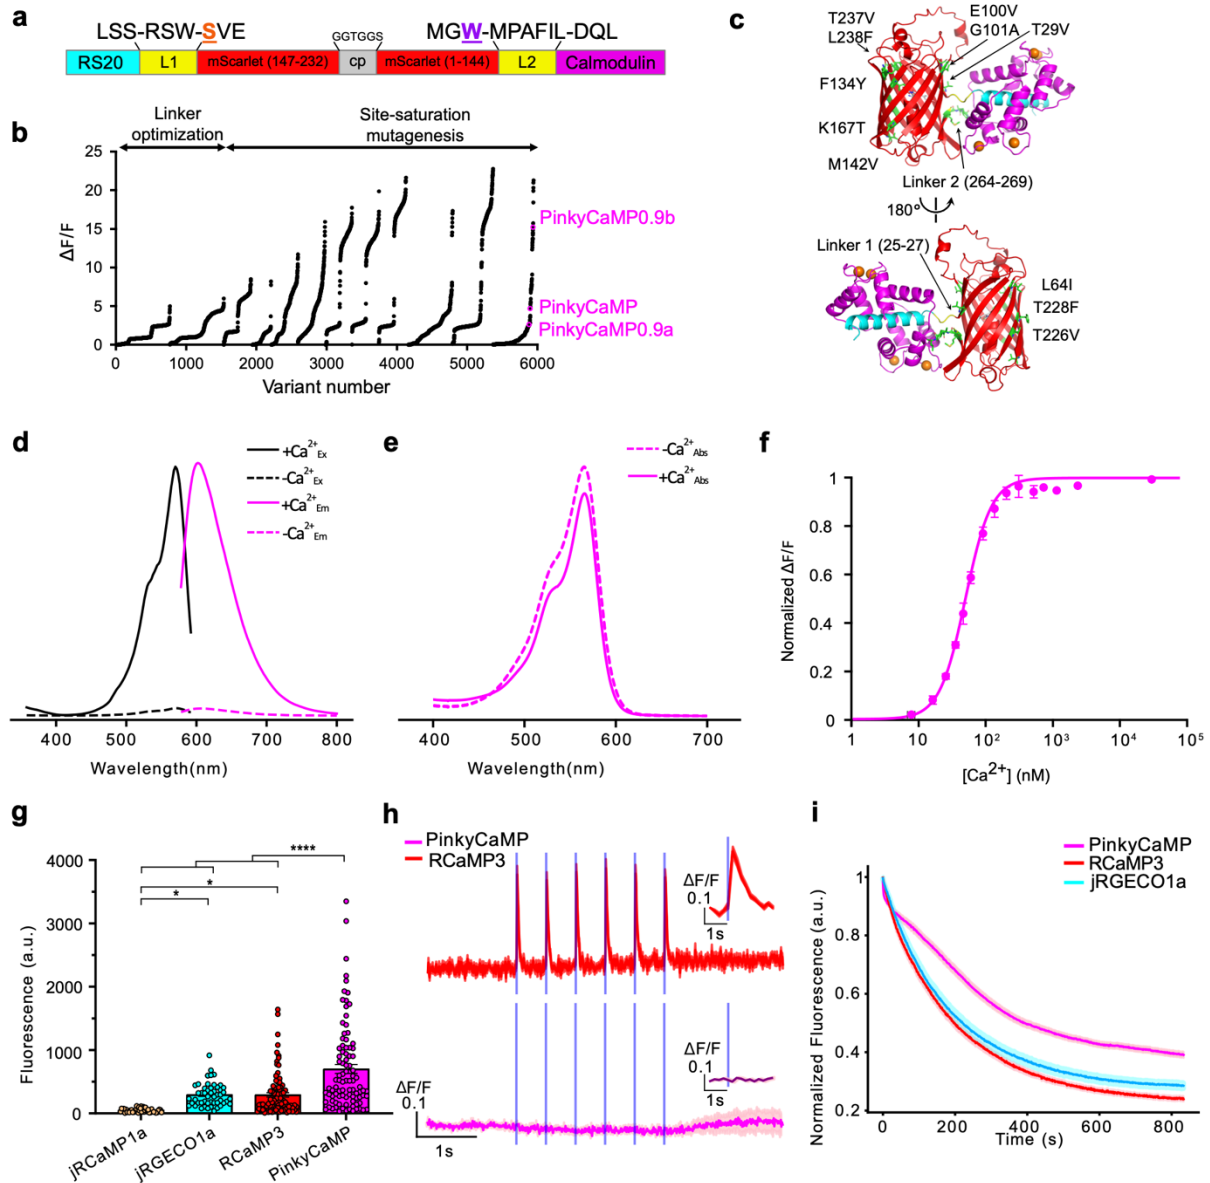 a
LSS-RSW-SVE
GGTGGS
MGW-MPAFIL-DQL
RS20
L1
mScarlet (147-232)
cp
mScarlet (1-144)
L2
Calmodulin
b
Linker
optimization
Site-saturation
mutagenesis
ΔF/F
25
20
15
10
5
0
0
1000
2000
3000
4000
5000
6000
Variant number
PinkyCaMP0.9b
PinkyCaMP
PinkyCaMP0.9a
c
T237V
L238F
E100V
G101A
T29V
F134Y
K167T
M142V
Linker 2 (264-269)
180°
Linker 1 (25-27)
L64I
T228F
T226V
d
+Ca²⁺Ex
-Ca²⁺Ex
+Ca²⁺Em
-Ca²⁺Em
400
500
600
700
800
Wavelength(nm)
e
-Ca²⁺Abs
+Ca²⁺Abs
400
500
600
700
Wavelength(nm)
f
Normalized ΔF/F
1
0.8
0.6
0.4
0.2
0
1
10
10²
10³
10⁴
10⁵
[Ca²⁺] (nM)
g
Fluorescence (a.u.)
4000
3000
2000
1000
0
****
*
*
jRCaMP1a
jRGECO1a
RCaMP3
PinkyCaMP
h
PinkyCaMP
RCaMP3
ΔF/F
0.1
1s
ΔF/F
0.1
1s
ΔF/F
0.1
1s
i
PinkyCaMP
RCaMP3
jRGECO1a
Normalized Fluorescence (a.u.)
1
0.8
0.6
0.4
0.2
0
200
400
600
800
Time (s)